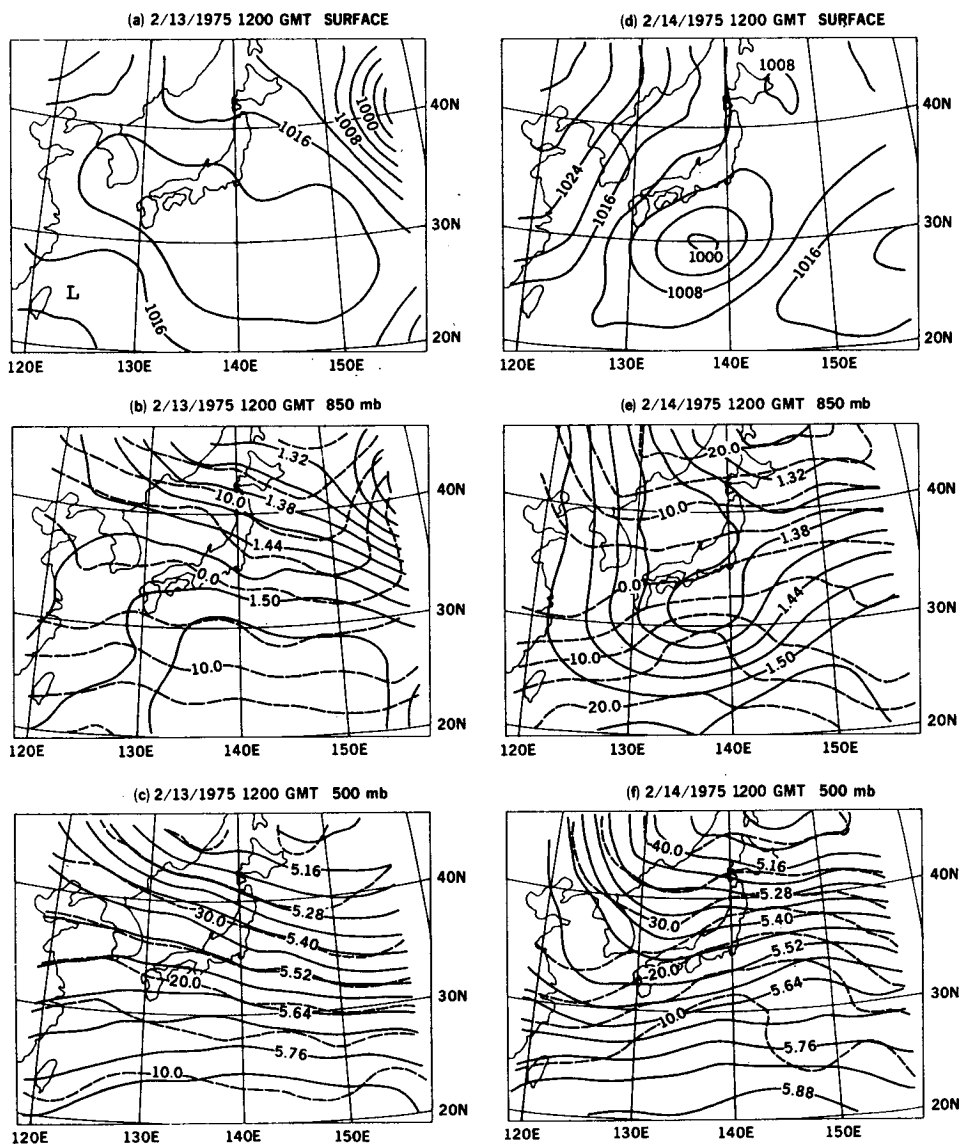 (a) 2/13/1975 1200 GMT SURFACE
1000
1008
1016
L
1016
40N
30N
20N
120E 130E 140E 150E
(d) 2/14/1975 1200 GMT SURFACE
1008
1024
1016
1000
1008
1016
40N
30N
20N
120E 130E 140E 150E
(b) 2/13/1975 1200 GMT 850 mb
1.32
10.0
1.38
1.44
0.0
1.50
10.0
40N
30N
20N
120E 130E 140E 150E
(e) 2/14/1975 1200 GMT 850 mb
20.0
1.32
10.0
1.38
0.0
1.44
10.0
1.50
20.0
40N
30N
20N
120E 130E 140E 150E
(c) 2/13/1975 1200 GMT 500 mb
5.16
30.0
5.28
5.40
5.52
20.0
5.64
5.76
10.0
40N
30N
20N
120E 130E 140E 150E
(f) 2/14/1975 1200 GMT 500 mb
40.0
5.16
5.28
30.0
5.40
5.52
20.0
5.64
10.0
5.76
5.88
40N
30N
20N
120E 130E 140E 150E